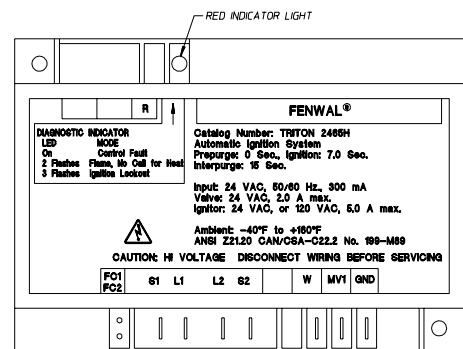 RED INDICATOR LIGHT
R
DIAGNOSTIC INDICATOR
LED MODE
On Control Fault
2 Flashes Flame, No Call for Heat
3 Flashes Ignition Lockout
FENWAL®
Catalog Number: TRITON 2465H
Automatic Ignition System
Prepurge: 0 Sec., Ignition: 7.0 Sec.
Interpurge: 15 Sec.
Input: 24 VAC, 50/60 Hz., 300 mA
Valve: 24 VAC, 2.0 A max.
Ignitor: 24 VAC, or 120 VAC, 5.0 A max.
Ambient: -40°F to +160°F
ANSI Z21.20 CAN/CSA-C22.2 No. 199-M89
CAUTION: HI VOLTAGE DISCONNECT WIRING BEFORE SERVICING
FC1
FC2
S1 L1 L2 S2 W MV1 GND